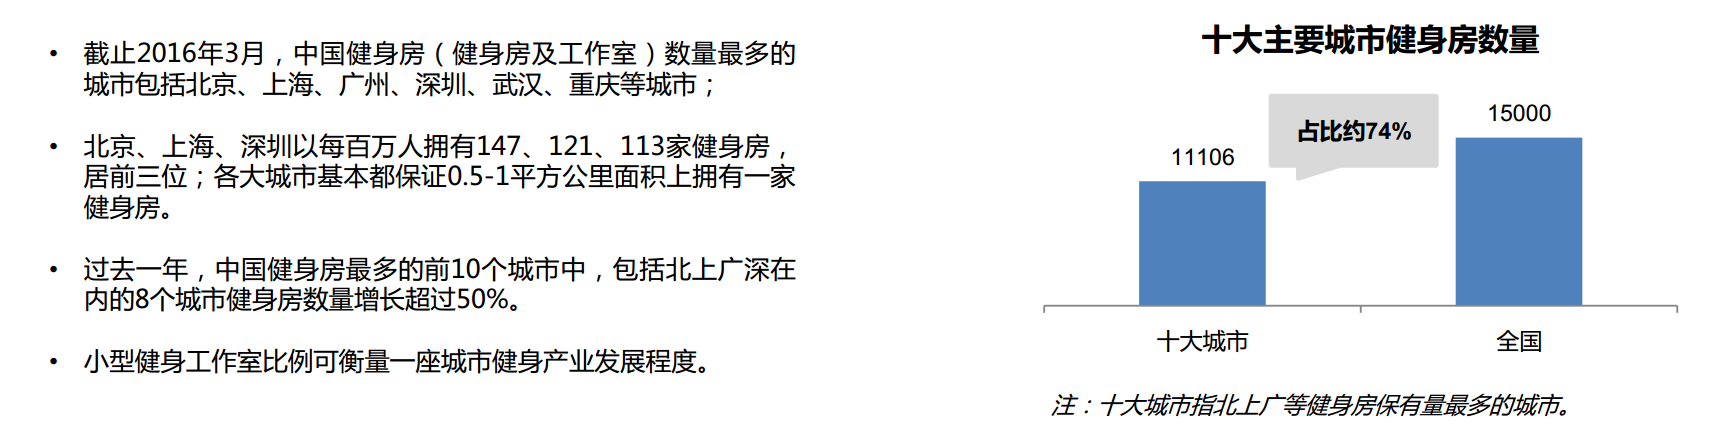 • 截止2016年3月，中国健身房（健身房及工作室）数量最多的
城市包括北京、上海、广州、深圳、武汉、重庆等城市；
• 北京、上海、深圳以每百万人拥有147、121、113家健身房，
居前三位；各大城市基本都保证0.5-1平方公里面积上拥有一家
健身房。
• 过去一年，中国健身房最多的前10个城市中，包括北上广深在
内的8个城市健身房数量增长超过50%。
• 小型健身工作室比例可衡量一座城市健身产业发展程度。
十大主要城市健身房数量
占比约74%
11106
15000
十大城市
全国
注：十大城市指北上广等健身房保有量最多的城市。